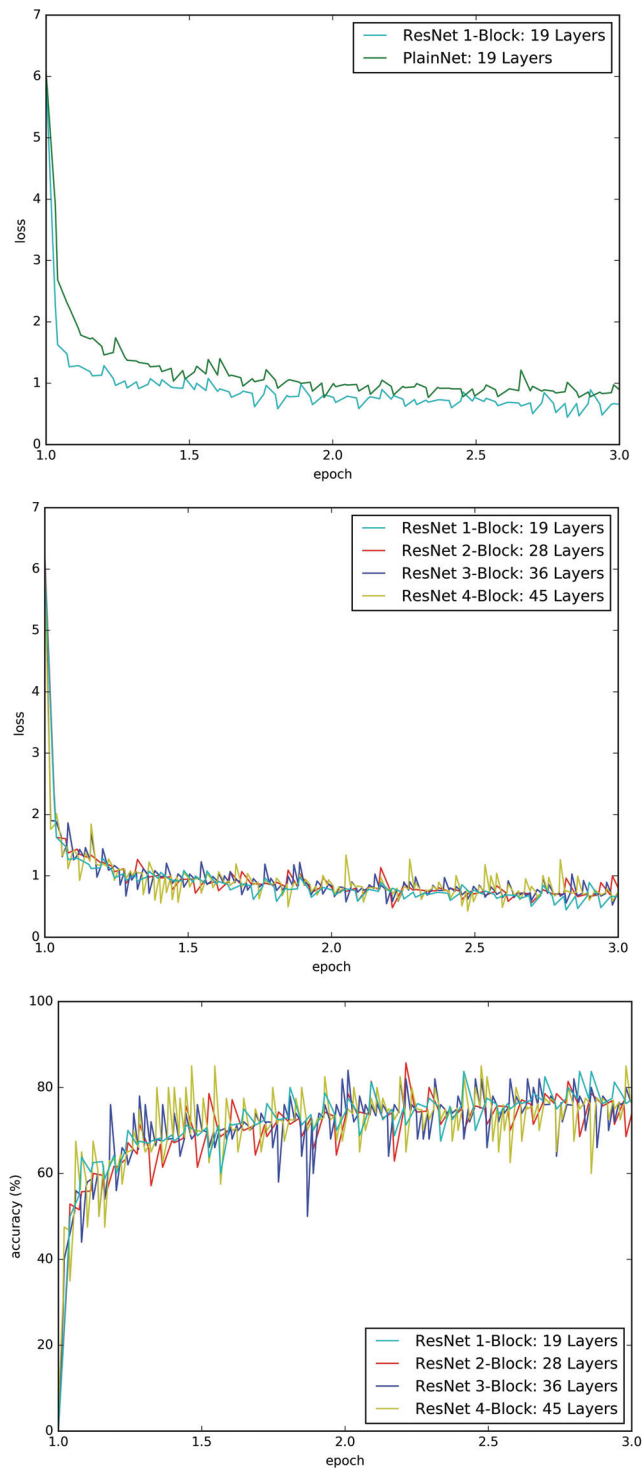 7
6
5
4
3
2
1
0
loss
1.0 1.5 2.0 2.5 3.0
epoch
ResNet 1-Block: 19 Layers
PlainNet: 19 Layers
7
6
5
4
3
2
1
0
loss
1.0 1.5 2.0 2.5 3.0
epoch
ResNet 1-Block: 19 Layers
ResNet 2-Block: 28 Layers
ResNet 3-Block: 36 Layers
ResNet 4-Block: 45 Layers
100
80
60
40
20
0
accuracy (%)
1.0 1.5 2.0 2.5 3.0
epoch
ResNet 1-Block: 19 Layers
ResNet 2-Block: 28 Layers
ResNet 3-Block: 36 Layers
ResNet 4-Block: 45 Layers